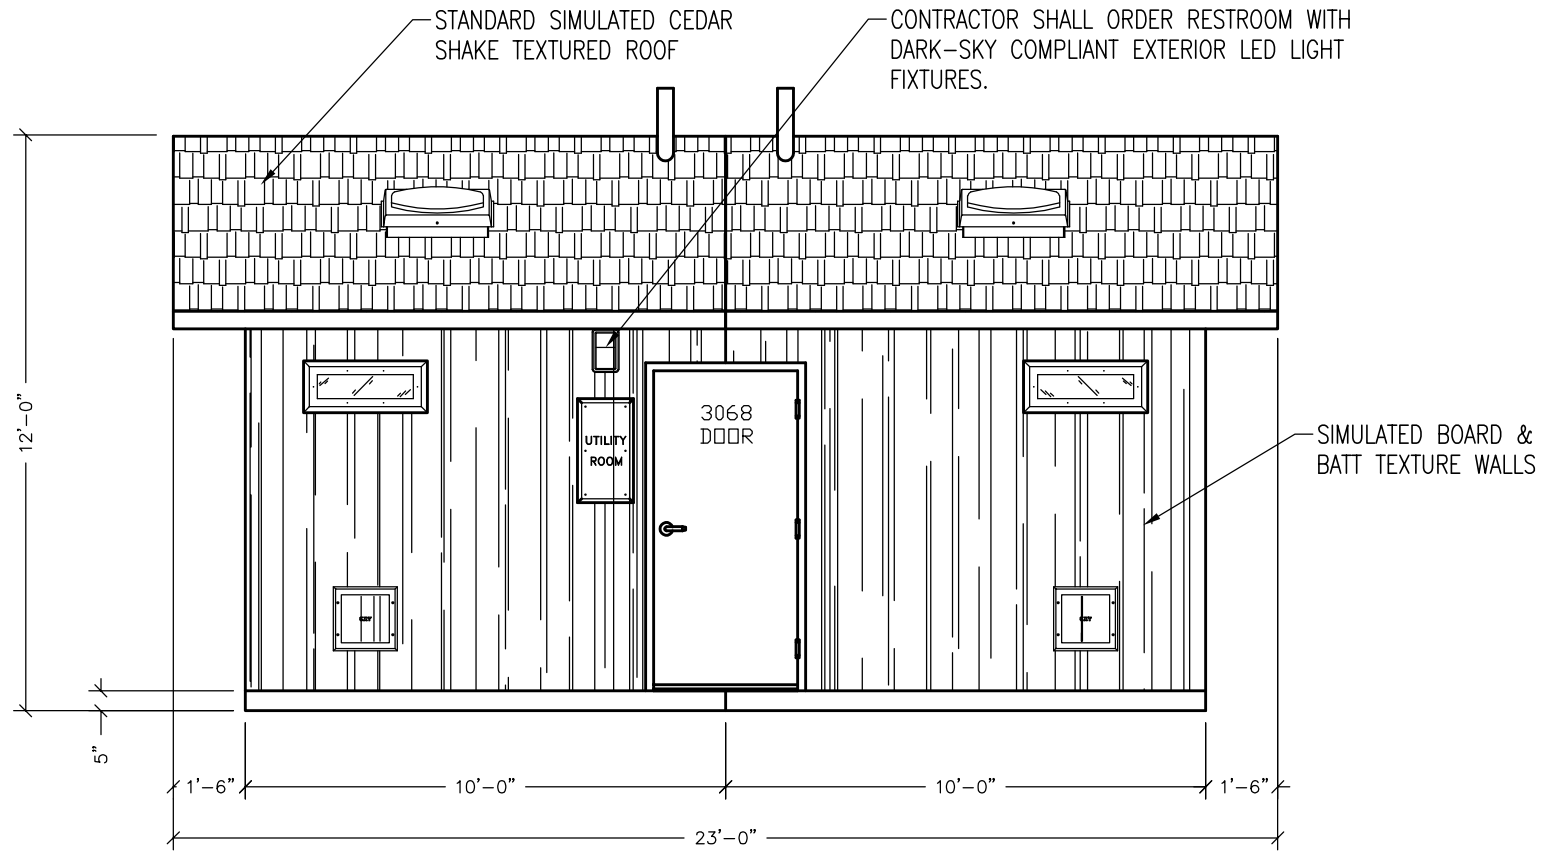 STANDARD SIMULATED CEDAR
SHAKE TEXTURED ROOF
CONTRACTOR SHALL ORDER RESTROOM WITH
DARK-SKY COMPLIANT EXTERIOR LED LIGHT
FIXTURES.
12'-0"
3068
DOOR
UTILITY
ROOM
SIMULATED BOARD &
BATT TEXTURE WALLS
5"
1'-6"
10'-0"
10'-0"
1'-6"
23'-0"